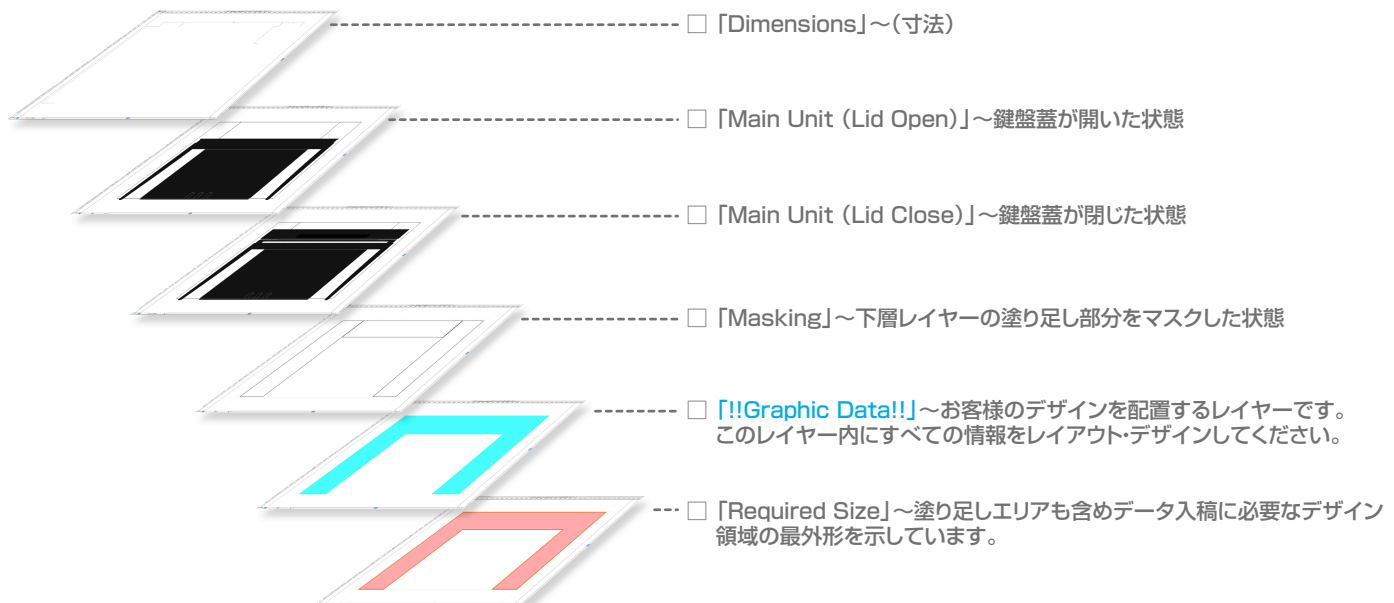 □「Dimensions」～(寸法)
□「Main Unit (Lid Open)」～鍵盤蓋が開いた状態
□「Main Unit (Lid Close)」～鍵盤蓋が閉じた状態
□「Masking」～下層レイヤーの塗り足し部分をマスクした状態
□「!!Graphic Data!!」～お客様のデザインを配置するレイヤーです。
このレイヤー内にすべての情報をレイアウト・デザインしてください。
□「Required Size」～塗り足しエリアも含めデータ入稿に必要なデザイン
領域の最外形を示しています。